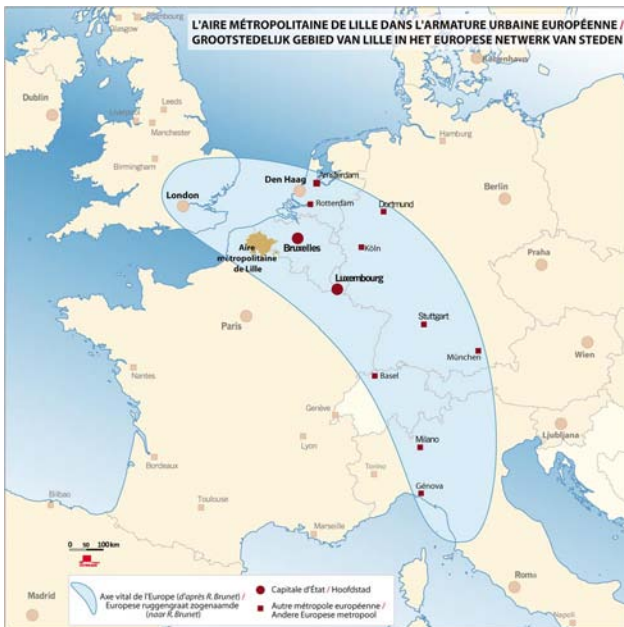 L'AIRE MÉTROPOLITAINE DE LILLE DANS L'ARMATURE URBAINE EUROPÉENNE /
GROOTSTEDELIJK GEBIED VAN LILLE IN HET EUROPESE NETWERK VAN STEDEN
Glasgow
Dublin
Leeds
Manchester
Birmingham
London
Hamburg
Den Haag
Amsterdam
Rotterdam
Dortmund
Berlin
Aire
métropolitaine
de Lille
Bruxelles
Köln
Praha
Luxembourg
Paris
Stuttgart
München
Wien
Nantes
Basel
Genève
Lyon
Milano
Ljubljana
Bordeaux
Torino
Génova
Bilbao
Toulouse
Marseille
0 50 100 km
Madrid
Roma
Napoli
Axe vital de l'Europe (d'après R. Brunet) /
Europese ruggengraat zogenaamde
(naar R. Brunet)
Capitale d'État / Hoofdstad
Autre métropole européenne /
Andere Europese metropool